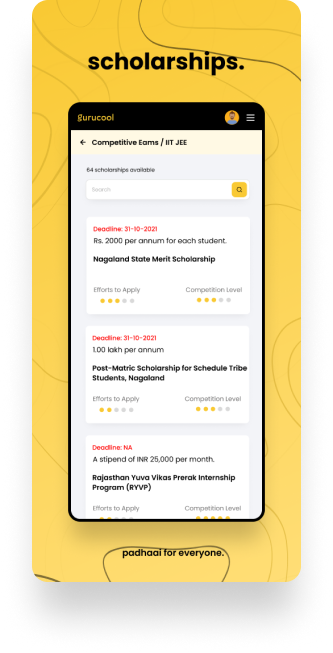 scholarships.
gurucool
Competitive Eams / IIT JEE
64 scholarships available
Search
Deadline: 31-10-2021
Rs. 2000 per annum for each student.
Nagaland State Merit Scholarship
Efforts to Apply Competition Level
Deadline: 31-10-2021
1.00 lakh per annum
Post-Matric Scholarship for Schedule Tribe
Students, Nagaland
Efforts to Apply Competition Level
Deadline: NA
A stipend of INR 25,000 per month.
Rajasthan Yuva Vikas Prerak Internship
Program (RYVP)
Efforts to Apply Competition Level
padhaai for everyone.